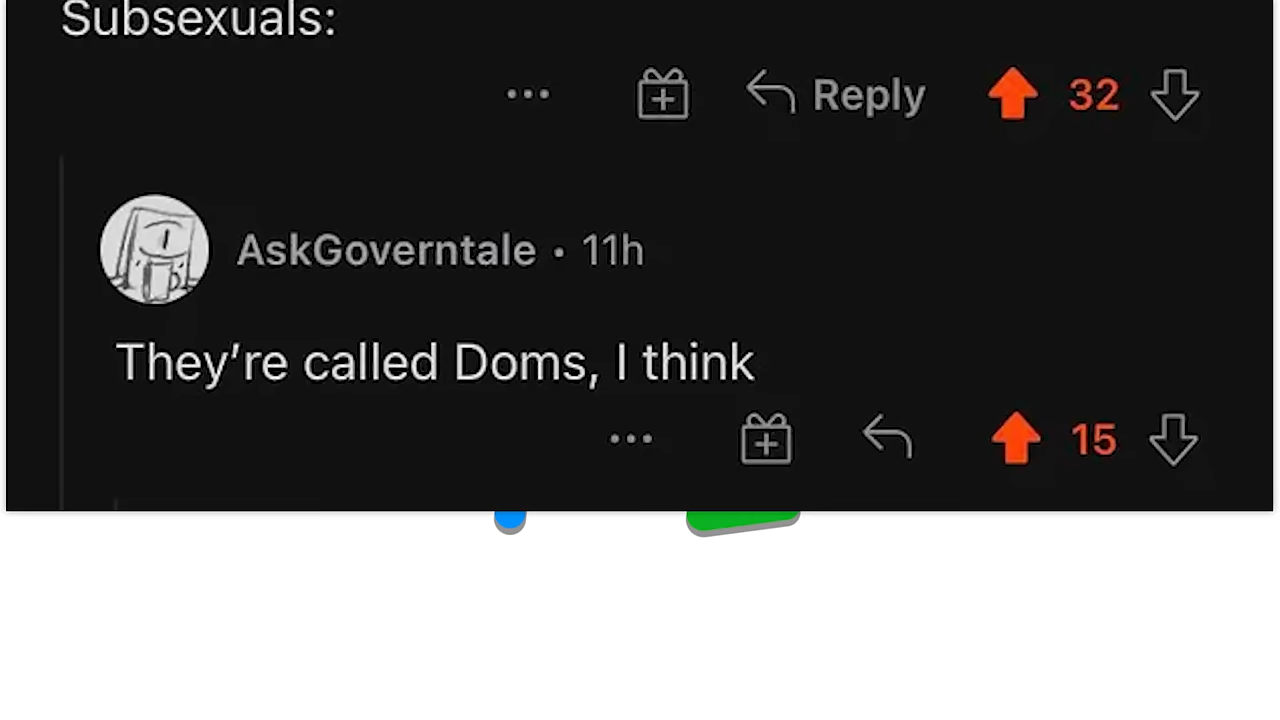 Subsexuals:
... Reply 32
AskGoverntale • 11h
They're called Doms, I think
... 15